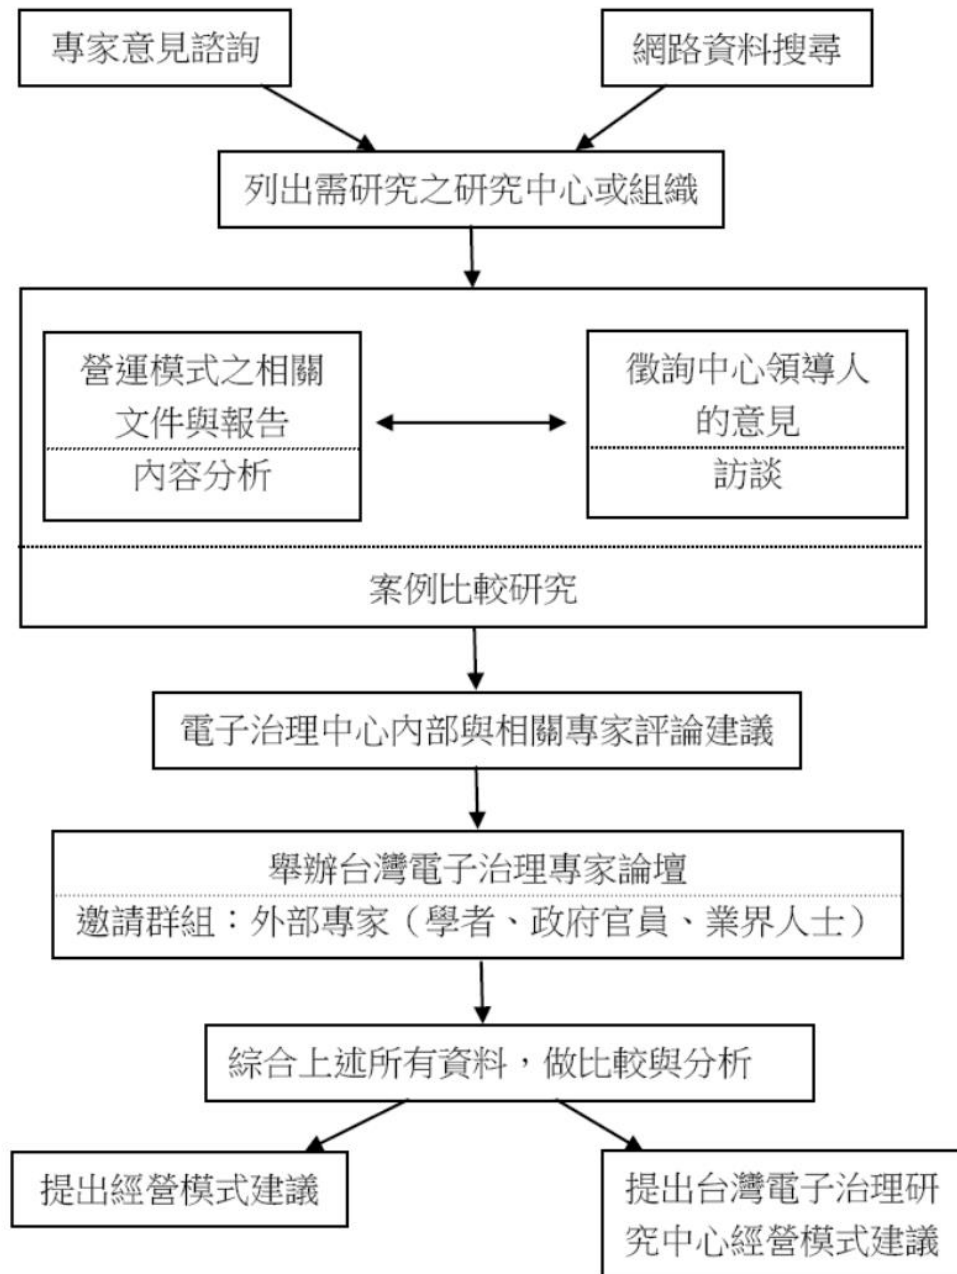 專家意見諮詢
網路資料搜尋
列出需研究之研究中心或組織
營運模式之相關
文件與報告
內容分析
徵詢中心領導人
的意見
訪談
案例比較研究
電子治理中心內部與相關專家評論建議
舉辦台灣電子治理專家論壇
邀請群組：外部專家（學者、政府官員、業界人士）
綜合上述所有資料，做比較與分析
提出經營模式建議
提出台灣電子治理研
究中心經營模式建議